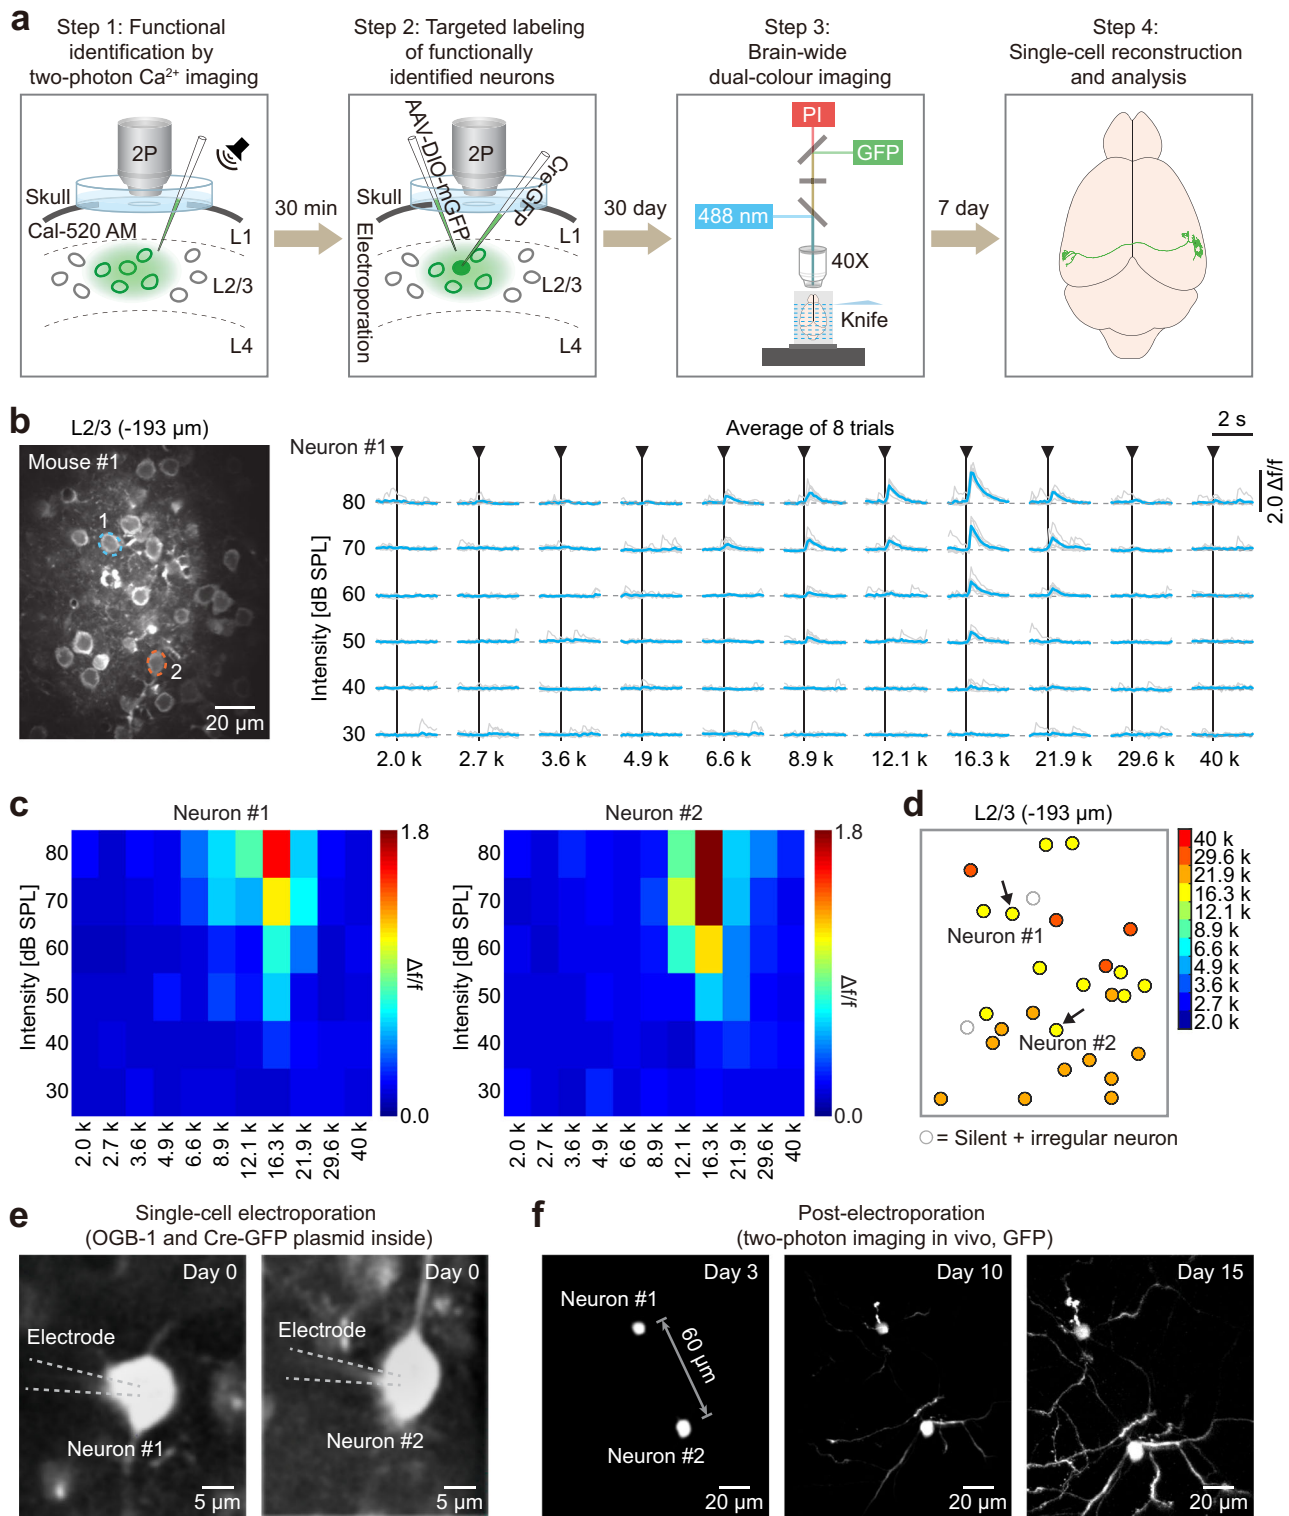 a
Step 1: Functional
identification by
two-photon Ca²⁺ imaging
2P
Skull
Cal-520 AM
L1
L2/3
L4
30 min
Step 2: Targeted labeling
of functionally
identified neurons
AAV-DIO-mGFP
2P
Cre-GFP
Skull
Electroporation
L1
L2/3
L4
30 day
Step 3:
Brain-wide
dual-colour imaging
PI
GFP
488 nm
40X
Knife
7 day
Step 4:
Single-cell reconstruction
and analysis
b
L2/3 (-193 µm)
Mouse #1
1
2
20 µm
Neuron #1
Average of 8 trials
2 s
2.0 Δf/f
Intensity [dB SPL]
80
70
60
50
40
30
2.0 k 2.7 k 3.6 k 4.9 k 6.6 k 8.9 k 12.1 k 16.3 k 21.9 k 29.6 k 40 k
c
Neuron #1
Intensity [dB SPL]
80
70
60
50
40
30
2.0 k 2.7 k 3.6 k 4.9 k 6.6 k 8.9 k 12.1 k 16.3 k 21.9 k 29.6 k 40 k
1.8
Δf/f
0.0
Neuron #2
Intensity [dB SPL]
80
70
60
50
40
30
2.0 k 2.7 k 3.6 k 4.9 k 6.6 k 8.9 k 12.1 k 16.3 k 21.9 k 29.6 k 40 k
1.8
Δf/f
0.0
d
L2/3 (-193 µm)
Neuron #1
Neuron #2
40 k
29.6 k
21.9 k
16.3 k
12.1 k
8.9 k
6.6 k
4.9 k
3.6 k
2.7 k
2.0 k
= Silent + irregular neuron
e
Single-cell electroporation
(OGB-1 and Cre-GFP plasmid inside)
Day 0
Electrode
Neuron #1
5 µm
Day 0
Electrode
Neuron #2
5 µm
f
Post-electroporation
(two-photon imaging in vivo, GFP)
Day 3
Neuron #1
60 µm
Neuron #2
20 µm
Day 10
20 µm
Day 15
20 µm